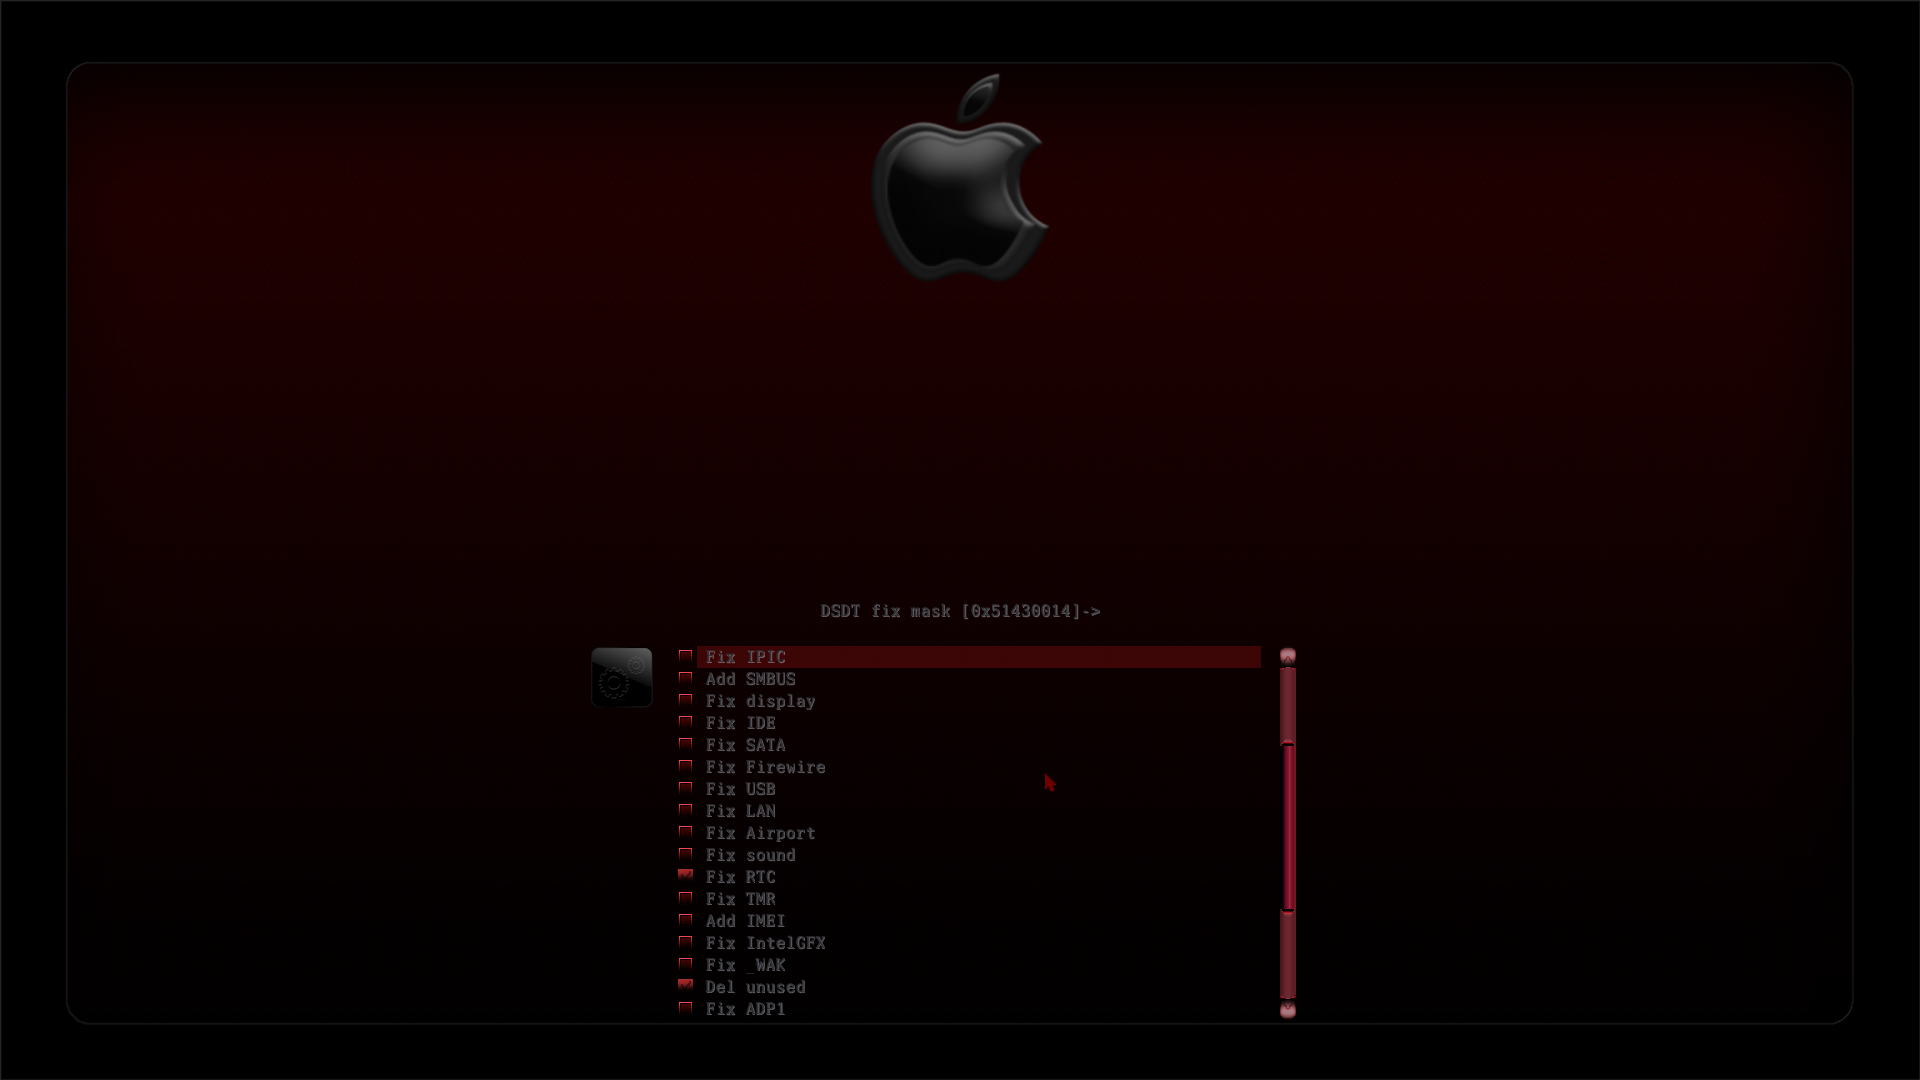 DSDT fix mask [0x51430014]->
Fix IPIC
Add SMBUS
Fix display
Fix IDE
Fix SATA
Fix Firewire
Fix USB
Fix LAN
Fix Airport
Fix sound
Fix RTC
Fix TMR
Add IMEI
Fix IntelGFX
Fix _WAK
Del unused
Fix ADP1